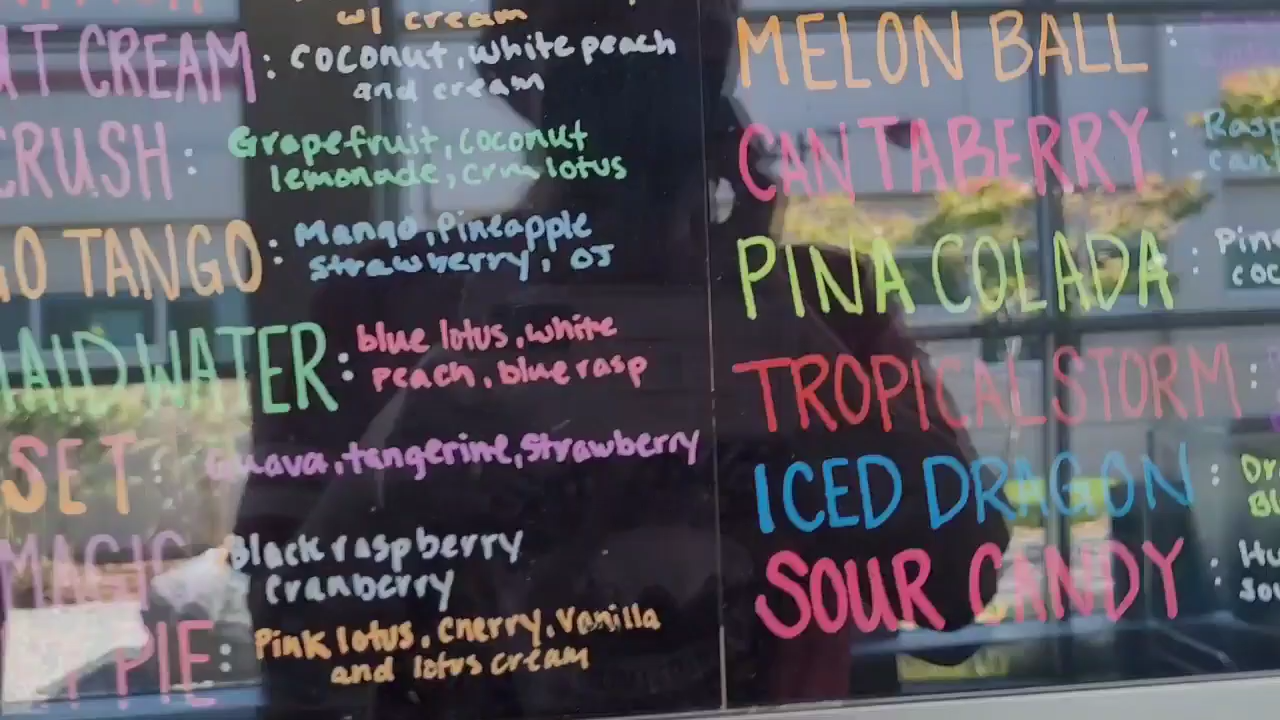 w/ cream
CREAM: coconut, white peach
and cream
CRUSH: Grapefruit, coconut
lemonade, crm lotus
GO TANGO: Mango, Pineapple
strawberry, OJ
AID WATER: blue lotus, white
peach, blue rasp
SET: Guava, tangerine, strawberry
MAGIC Black raspberry
cranberry
PIE: Pink lotus, cherry, vanilla
and lotus cream
MELON BALL:
CANTABERRY:
PINA COLADA:
TROPICAL STORM:
ICED DRAGON:
SOUR CANDY: